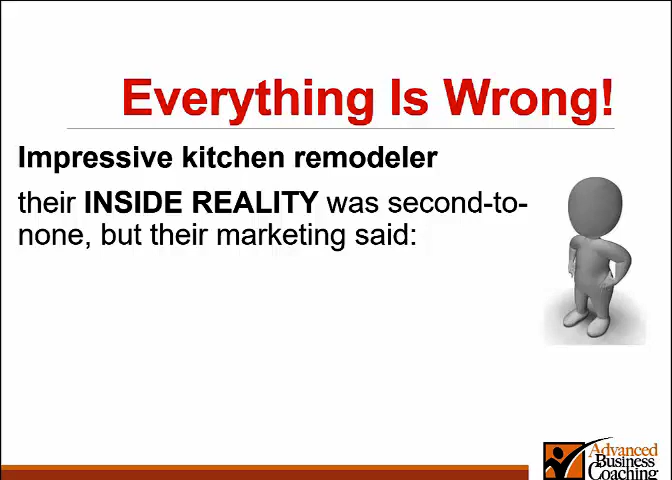 Everything Is Wrong!
Impressive kitchen remodeler
their INSIDE REALITY was second-to-
none, but their marketing said:
Advanced
Business
Coaching